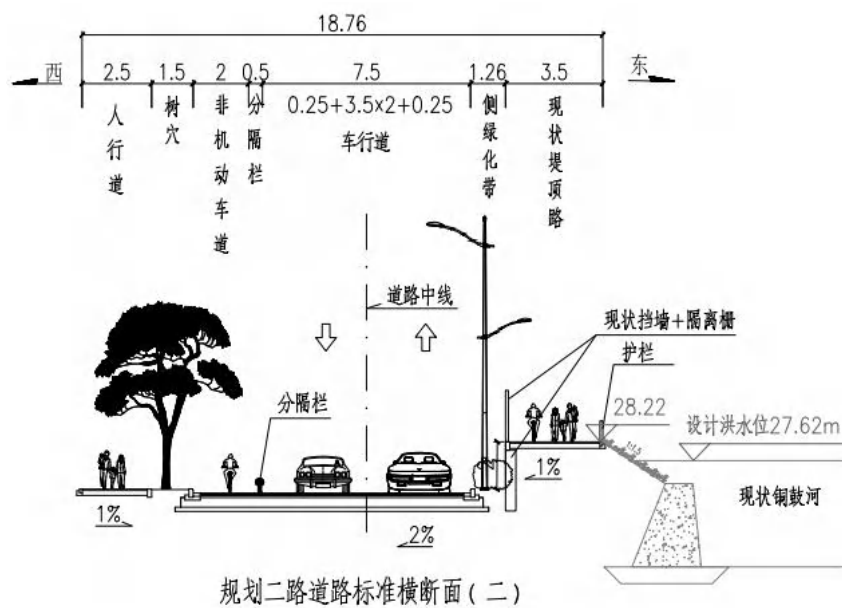 18.76
西
东
2.5
1.5
2
0.5
7.5
1.26
3.5
0.25+3.5x2+0.25
人行道
树穴
非机动车道
分隔栏
车行道
侧绿化带
现状堤顶路
道路中线
现状挡墙+隔离栅
护栏
分隔栏
28.22
设计洪水位27.62m
1:1.5
1%
现状铜鼓河
1%
2%
规划二路道路标准横断面(二)